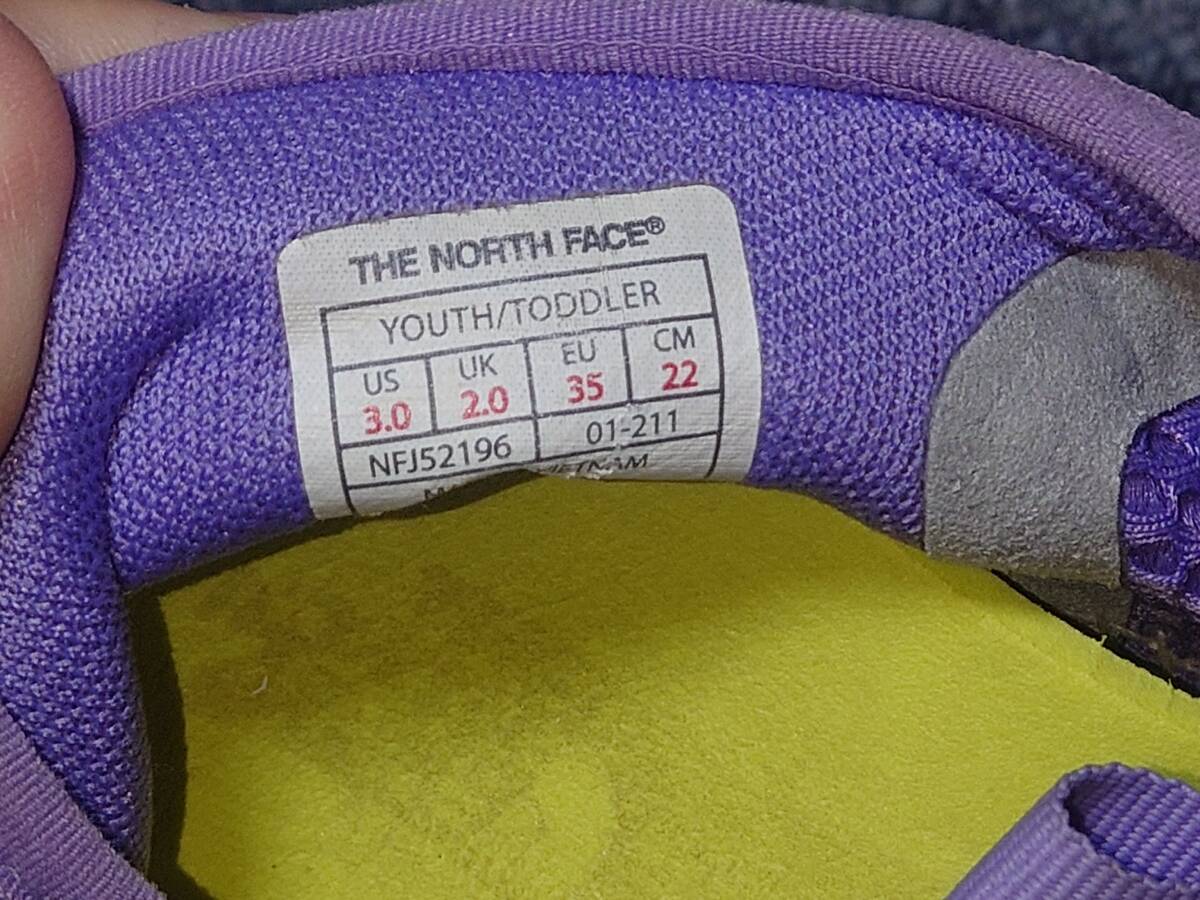 THE NORTH FACE®
YOUTH/TODDLER
US UK EU CM
3.0 2.0 35 22
NFJ52196 01-211